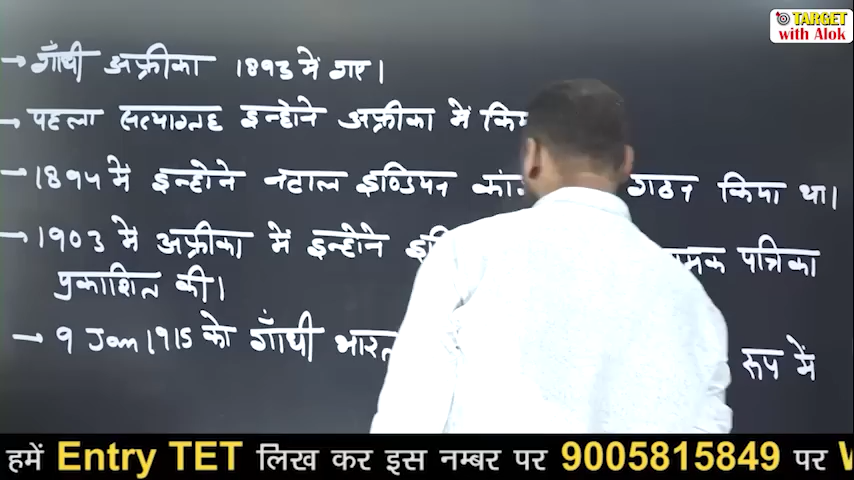 TARGET
with Alok
→ गाँधी अफ्रीका 1893 में गए।
→ पहला सत्याग्रह इन्होने अफ्रीका में
→ 1894 में इन्होने नटाल इण्डियन गठन किया था।
→ 1903 में अफ्रीका में इन्होने पत्रिका
प्रकाशित की।
→ 9 Jan 1915 को गाँधी भारत रूप में
हमें Entry TET लिख कर इस नम्बर पर 9005815849 पर